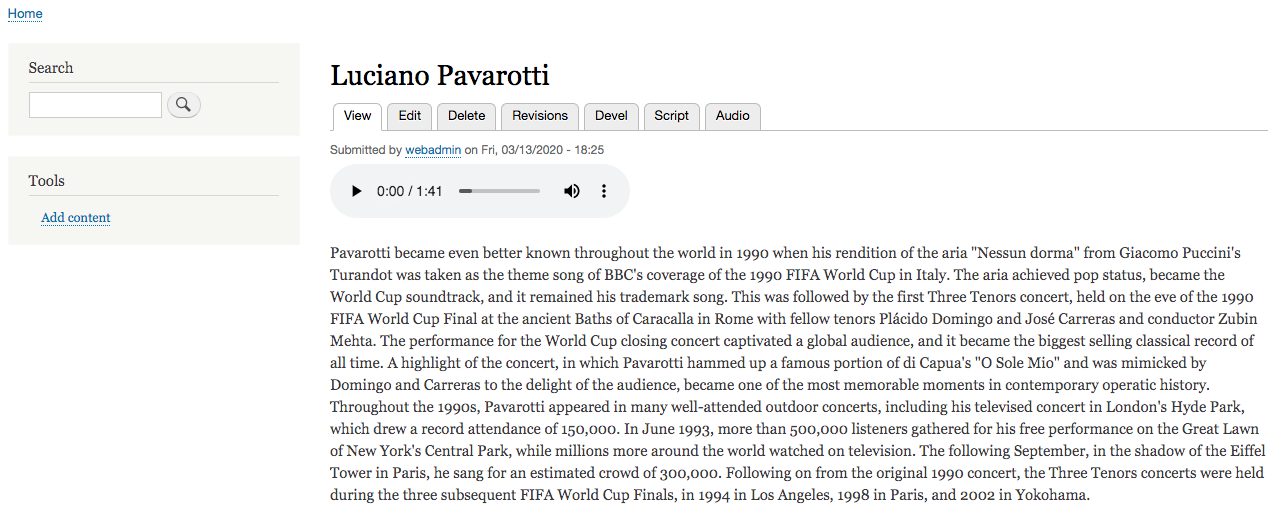 Home
Search
Tools
Add content
Luciano Pavarotti
View Edit Delete Revisions Devel Script Audio
Submitted by webadmin on Fri, 03/13/2020 - 18:25
0:00 / 1:41
Pavarotti became even better known throughout the world in 1990 when his rendition of the aria "Nessun dorma" from Giacomo Puccini's
Turandot was taken as the theme song of BBC's coverage of the 1990 FIFA World Cup in Italy. The aria achieved pop status, became the
World Cup soundtrack, and it remained his trademark song. This was followed by the first Three Tenors concert, held on the eve of the 1990
FIFA World Cup Final at the ancient Baths of Caracalla in Rome with fellow tenors Plácido Domingo and José Carreras and conductor Zubin
Mehta. The performance for the World Cup closing concert captivated a global audience, and it became the biggest selling classical record of
all time. A highlight of the concert, in which Pavarotti hammed up a famous portion of di Capua's "O Sole Mio" and was mimicked by
Domingo and Carreras to the delight of the audience, became one of the most memorable moments in contemporary operatic history.
Throughout the 1990s, Pavarotti appeared in many well-attended outdoor concerts, including his televised concert in London's Hyde Park,
which drew a record attendance of 150,000. In June 1993, more than 500,000 listeners gathered for his free performance on the Great Lawn
of New York's Central Park, while millions more around the world watched on television. The following September, in the shadow of the Eiffel
Tower in Paris, he sang for an estimated crowd of 300,000. Following on from the original 1990 concert, the Three Tenors concerts were held
during the three subsequent FIFA World Cup Finals, in 1994 in Los Angeles, 1998 in Paris, and 2002 in Yokohama.